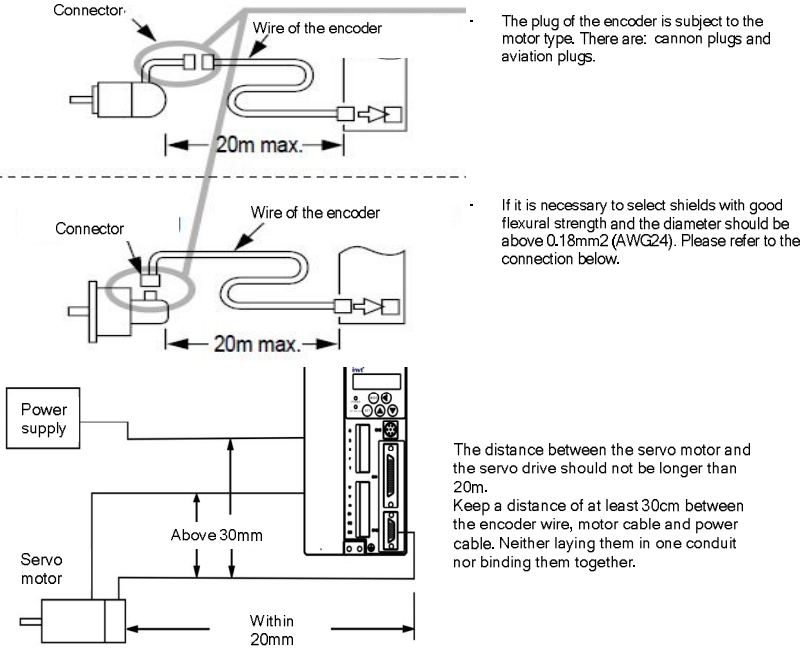 Connector
Wire of the encoder
20m max.
- The plug of the encoder is subject to the
motor type. There are: cannon plugs and
aviation plugs.
Connector
Wire of the encoder
20m max.
- If it is necessary to select shields with good
flexural strength and the diameter should be
above 0.18mm2 (AWG24). Please refer to the
connection below.
invt
Power
supply
Above 30mm
Servo
motor
Within
20mm
The distance between the servo motor and
the servo drive should not be longer than
20m.
Keep a distance of at least 30cm between
the encoder wire, motor cable and power
cable. Neither laying them in one conduit
nor binding them together.